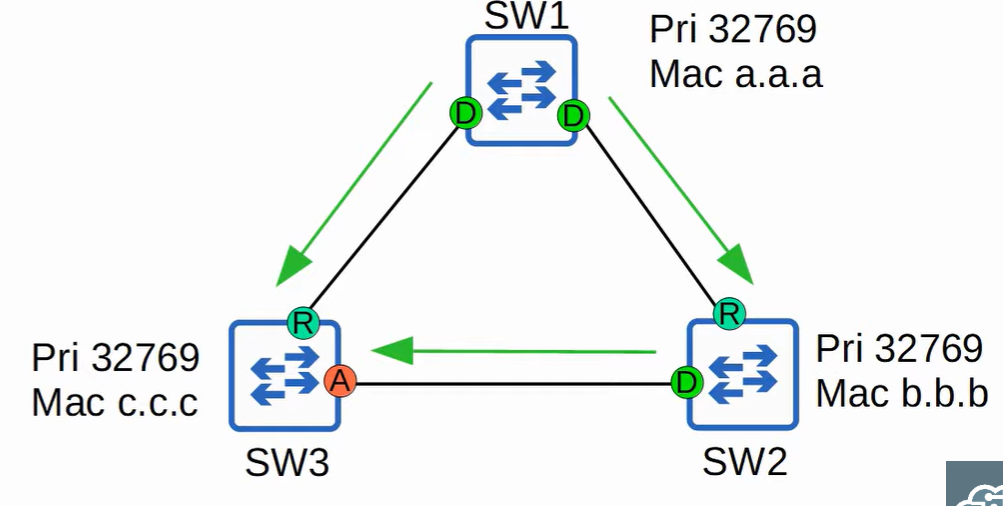 SW1
Pri 32769
Mac a.a.a
D
D
R
R
Pri 32769
Mac c.c.c
A
D
Pri 32769
Mac b.b.b
SW3
SW2